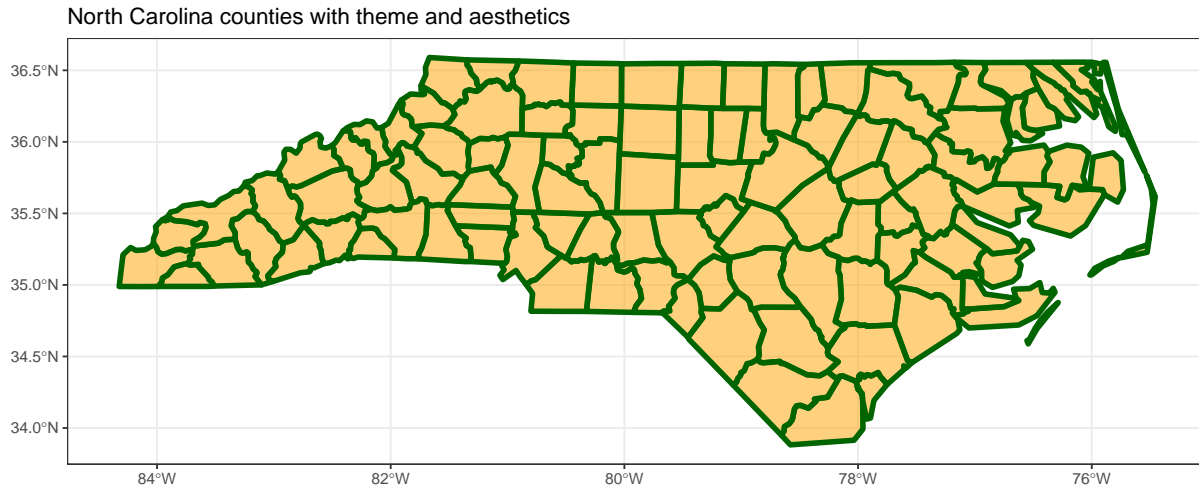 North Carolina counties with theme and aesthetics
36.5°N
36.0°N
35.5°N
35.0°N
34.5°N
34.0°N
84°W
82°W
80°W
78°W
76°W